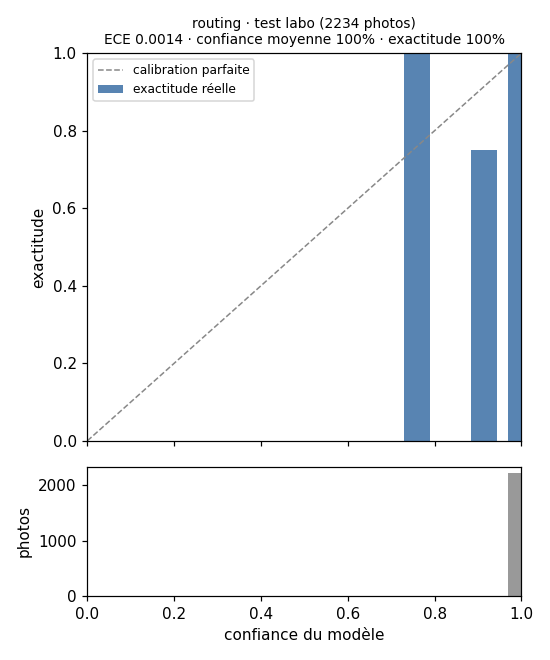 routing · test labo (2234 photos)
ECE 0.0014 · confiance moyenne 100% · exactitude 100%
calibration parfaite
exactitude réelle
exactitude
1.0
0.8
0.6
0.4
0.2
0.0
photos
2000
1000
0
0.0 0.2 0.4 0.6 0.8 1.0
confiance du modèle